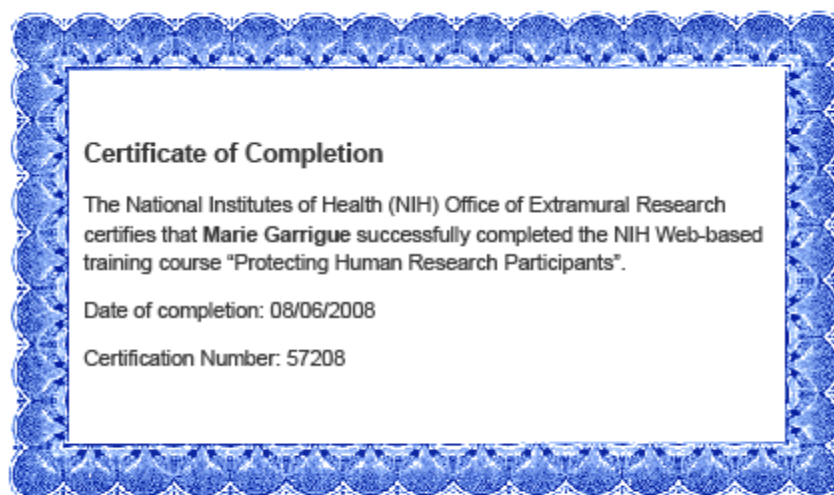 Certificate of Completion
The National Institutes of Health (NIH) Office of Extramural Research
certifies that Marie Garrigue successfully completed the NIH Web-based
training course “Protecting Human Research Participants”.
Date of completion: 08/06/2008
Certification Number: 57208